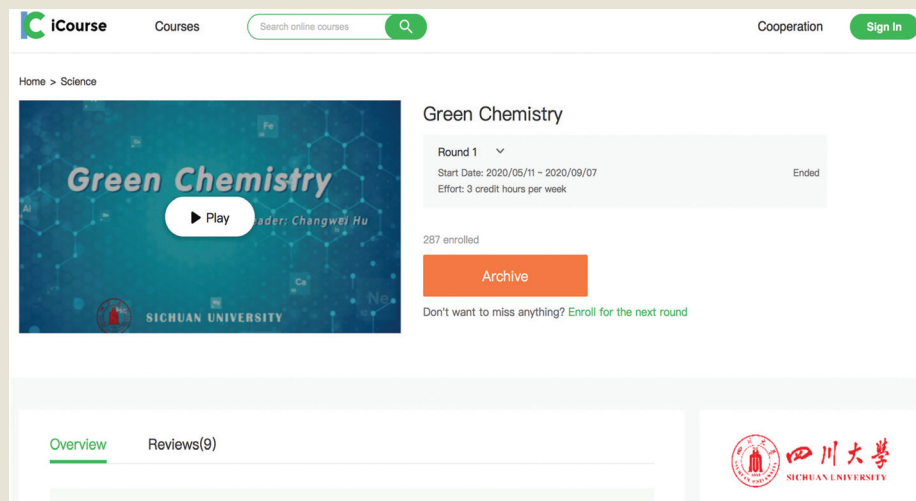 iCourse
Courses
Search online courses
Cooperation
Sign In
Home > Science
Fe
Green Chemistry
Al
Play
eader: Changwei Hu
Ca
Ne
SICHUAN UNIVERSITY
Green Chemistry
Round 1
Start Date: 2020/05/11 ~ 2020/09/07
Ended
Effort: 3 credit hours per week
287 enrolled
Archive
Don't want to miss anything? Enroll for the next round
Overview
Reviews(9)
四川大學
SICHUAN UNIVERSITY